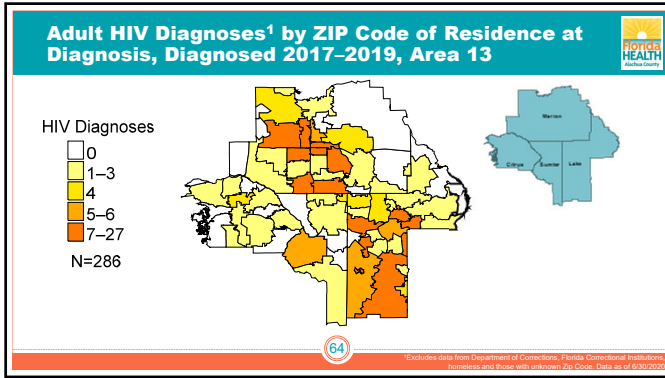 Adult HIV Diagnoses¹ by ZIP Code of Residence at
Diagnosis, Diagnosed 2017–2019, Area 13
Florida
HEALTH
Alachua County
HIV Diagnoses
0
1–3
4
5–6
7–27
N=286
Marion
Citrus
Sumter
Lake
64
¹Excludes data from Department of Corrections, Florida Correctional Institutions,
homeless and those with unknown Zip Code. Data as of 6/30/2020